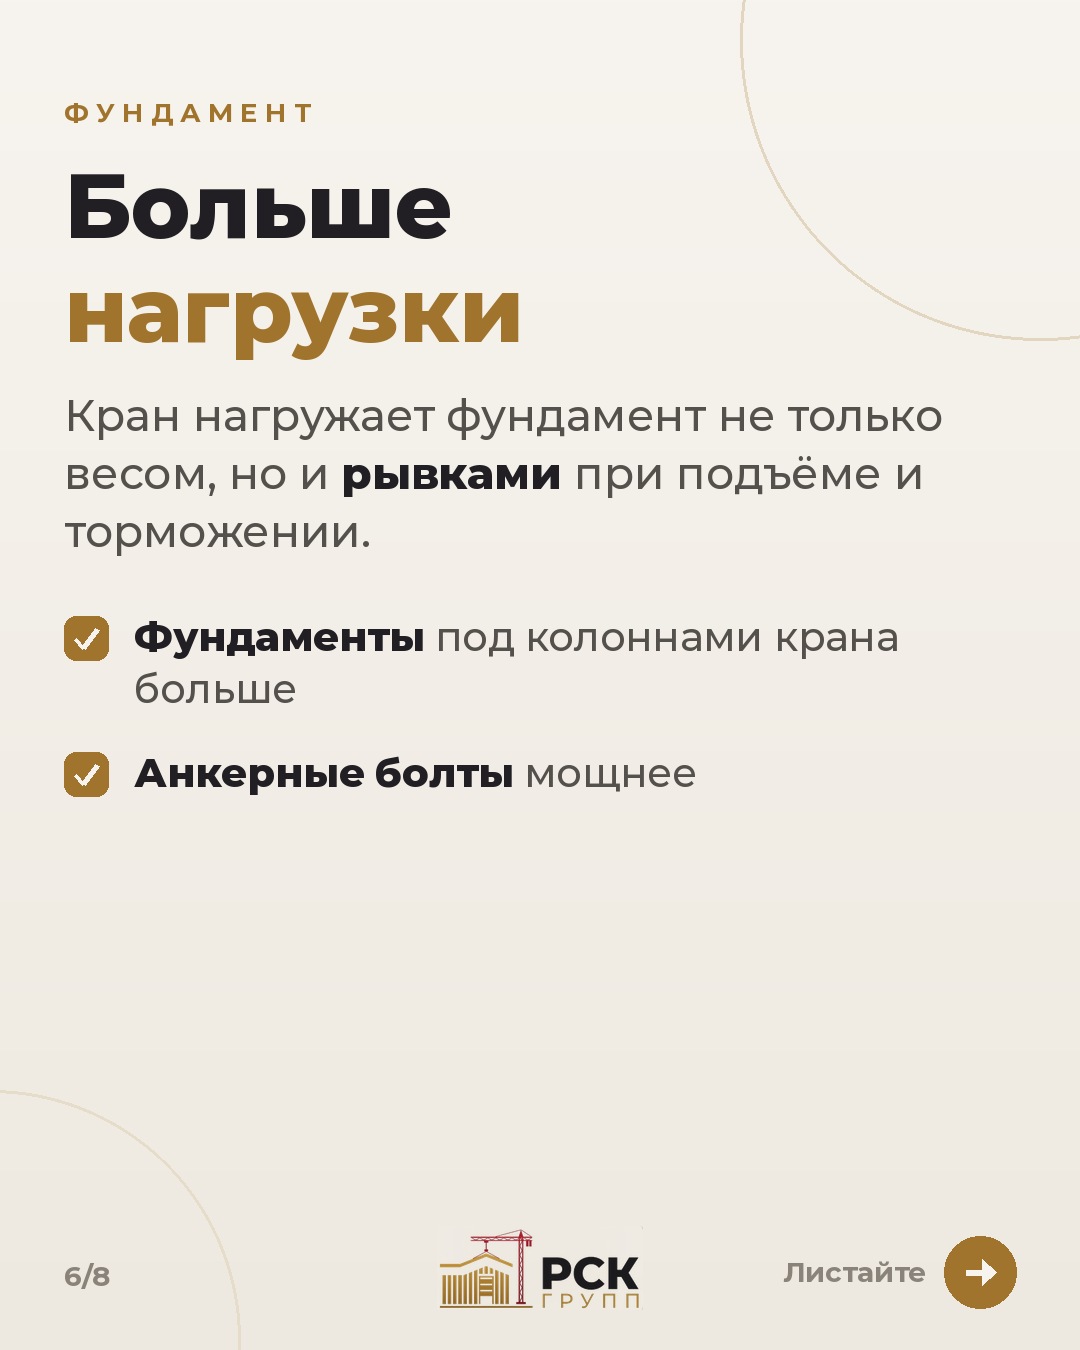 ФУНДАМЕНТ
Больше
нагрузки
Кран нагружает фундамент не только
весом, но и рывками при подъёме и
торможении.
Фундаменты под колоннами крана
больше
Анкерные болты мощнее
6/8
РСК
ГРУПП
Листайте